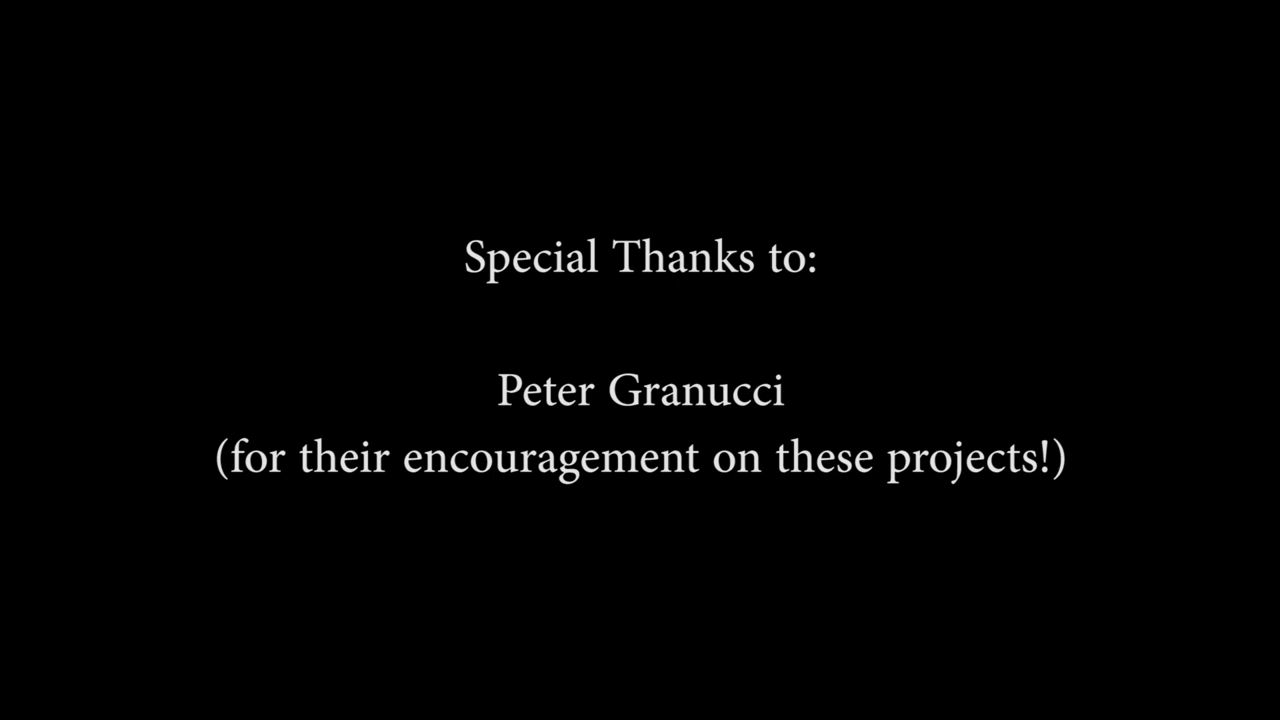 Special Thanks to:
Peter Granucci
(for their encouragement on these projects!)